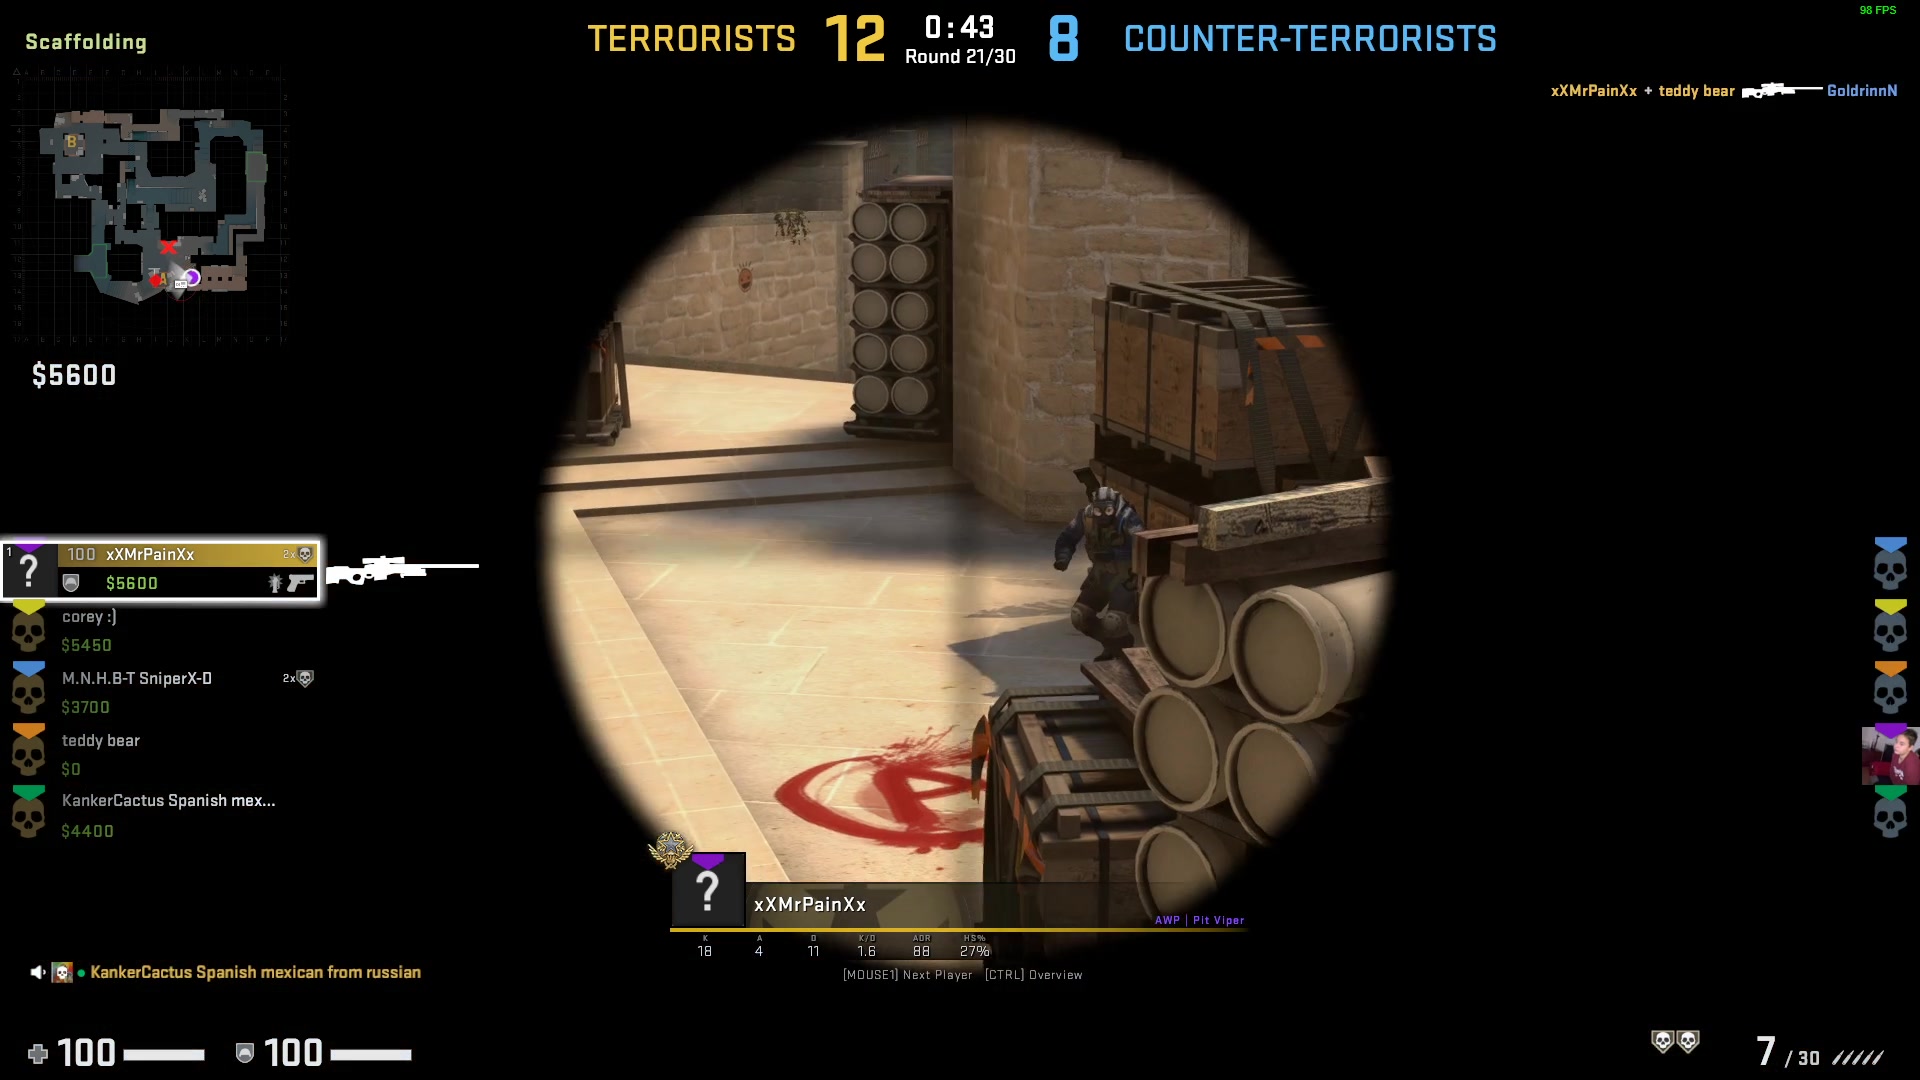 98 FPS
TERRORISTS 12 0:43 8 COUNTER-TERRORISTS
Round 21/30
Scaffolding
xXMrPainXx + teddy bear GoldrinnN
B
A
$5600
1 ? 100 xXMrPainXx 2x
$5600
corey :)
$5450
M.N.H.B-T SniperX-D 2x
$3700
teddy bear
$0
KankerCactus Spanish mex...
$4400
A
? xXMrPainXx
AWP | Pit Viper
K A D K/D ADR HS%
18 4 11 1.6 88 27%
[MOUSE1] Next Player [CTRL] Overview
KankerCactus Spanish mexican from russian
100 100 7 / 30